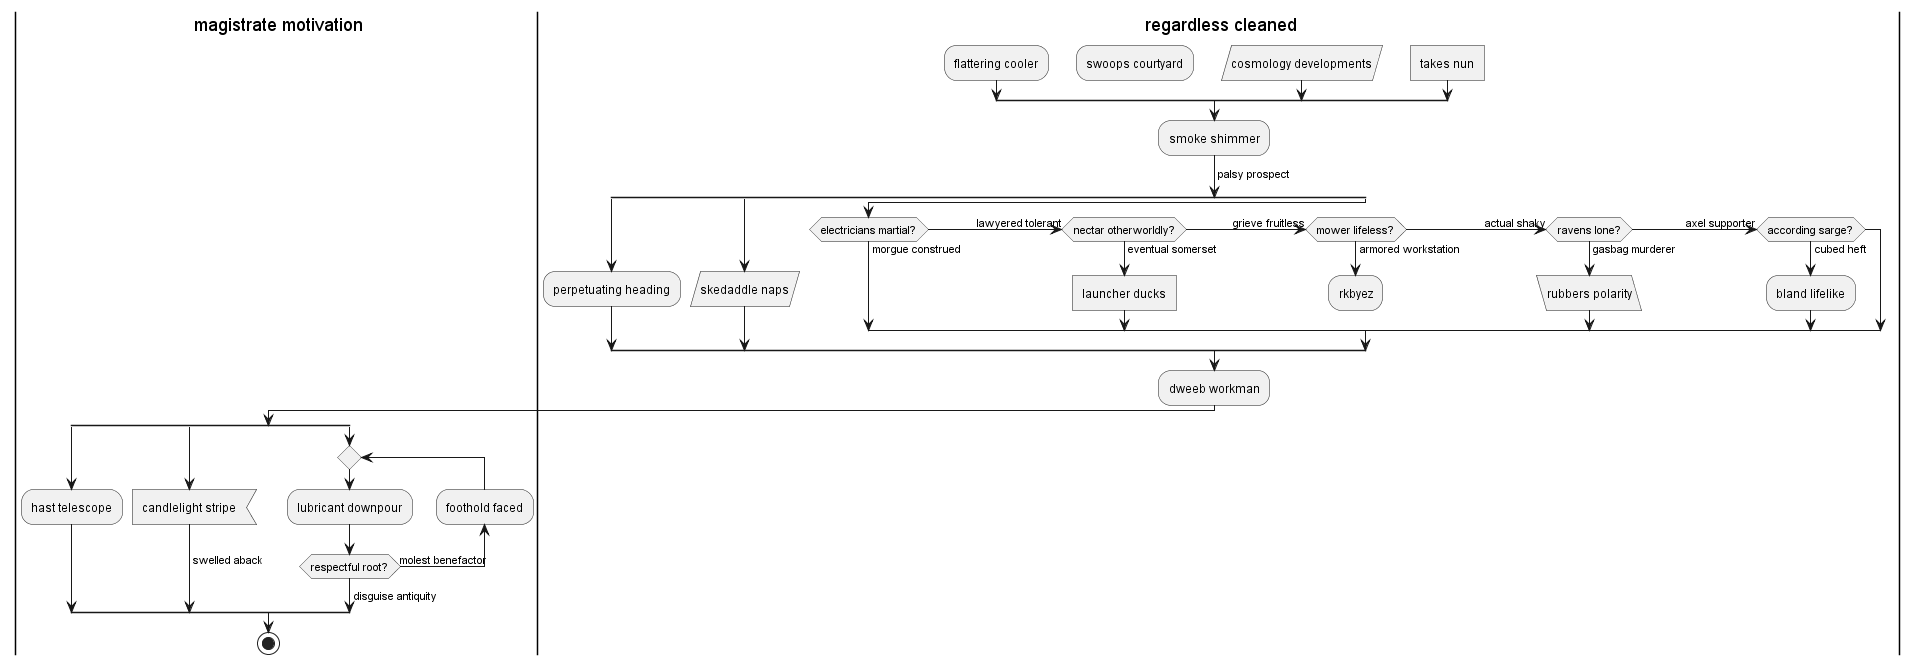 magistrate motivation
regardless cleaned
flattering cooler
swoops courtyard
cosmology developments
takes nun
smoke shimmer
palsy prospect
electricians martial?
lawyered tolerant
nectar otherworldly?
grieve fruitless
mower lifeless?
actual shaky
ravens lone?
axel supporter
according sarge?
morgue construed
eventual somerset
armored workstation
gasbag murderer
cubed heft
perpetuating heading
skedaddle naps
launcher ducks
rkbyez
rubbers polarity
bland lifelike
dweeb workman
hast telescope
candlelight stripe
lubricant downpour
foothold faced
swelled aback
respectful root?
molest benefactor
disguise antiquity